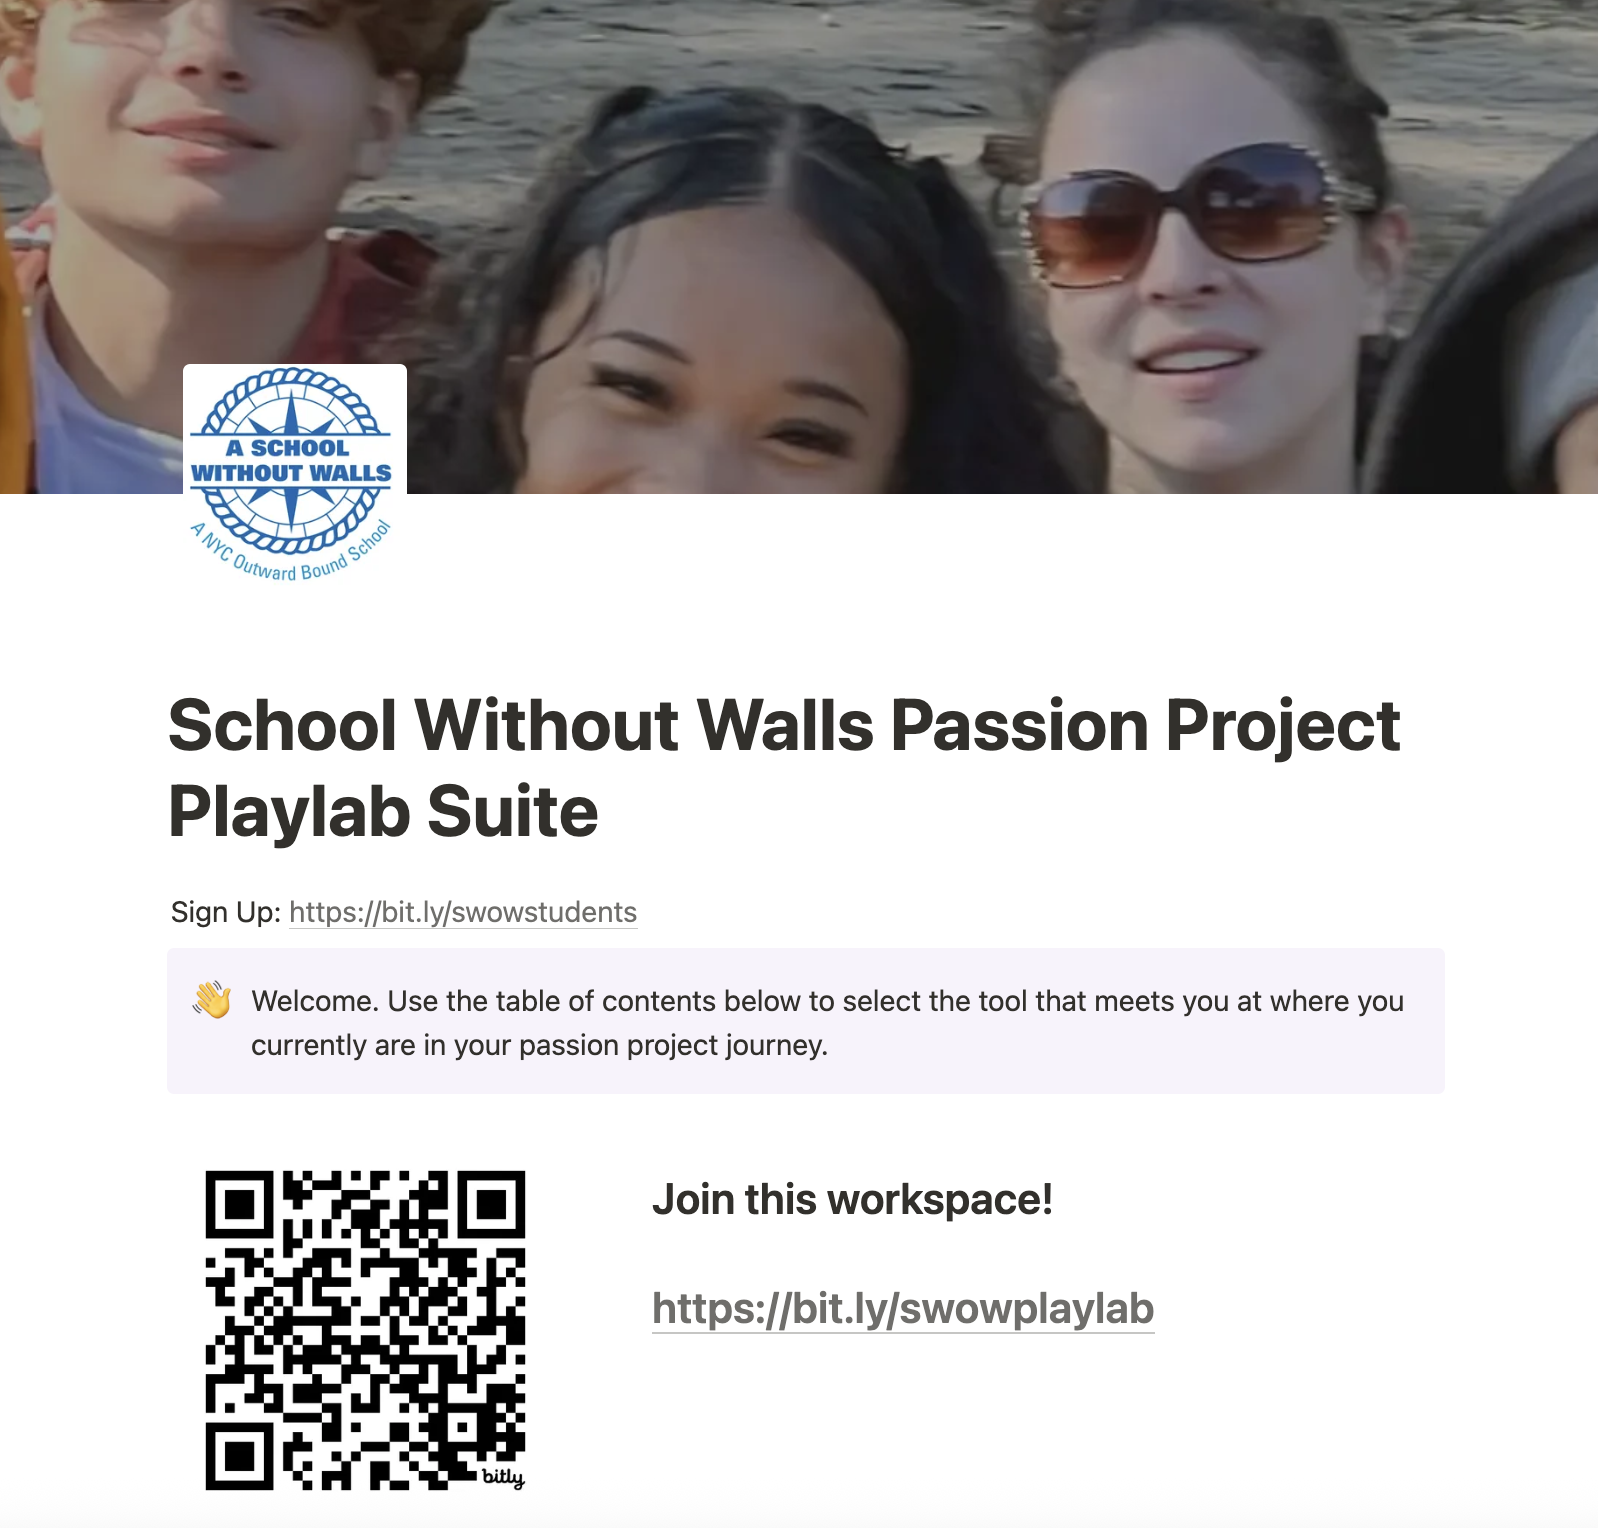 A SCHOOL
WITHOUT WALLS
A NYC Outward Bound School
School Without Walls Passion Project
Playlab Suite
Sign Up: https://bit.ly/swowstudents
👋 Welcome. Use the table of contents below to select the tool that meets you at where you
currently are in your passion project journey.
Join this workspace!
https://bit.ly/swowplaylab
bitly